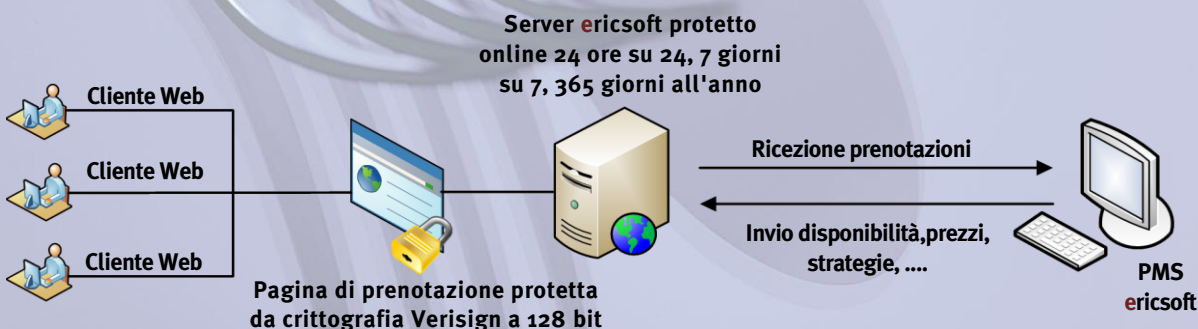 Server ericsoft protetto
online 24 ore su 24, 7 giorni
su 7, 365 giorni all'anno
Cliente Web
Cliente Web
Cliente Web
Ricezione prenotazioni
Invio disponibilità,prezzi,
strategie, ....
PMS
ericsoft
Pagina di prenotazione protetta
da crittografia Verisign a 128 bit